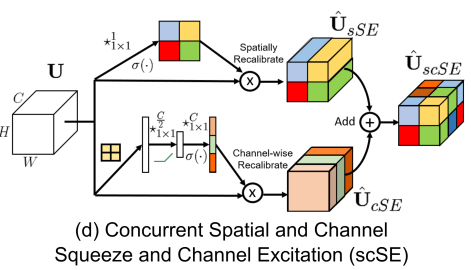 ⋆¹₁ₓ₁
σ(·)
Spatially
Recalibrate
X
Û_sSE
Û_scSE
U
C
H
W
Add
+
⋆^{C/2}_{1×1}
⋆^C_{1×1}
σ(·)
Channel-wise
Recalibrate
X
Û_cSE
(d) Concurrent Spatial and Channel
Squeeze and Channel Excitation (scSE)